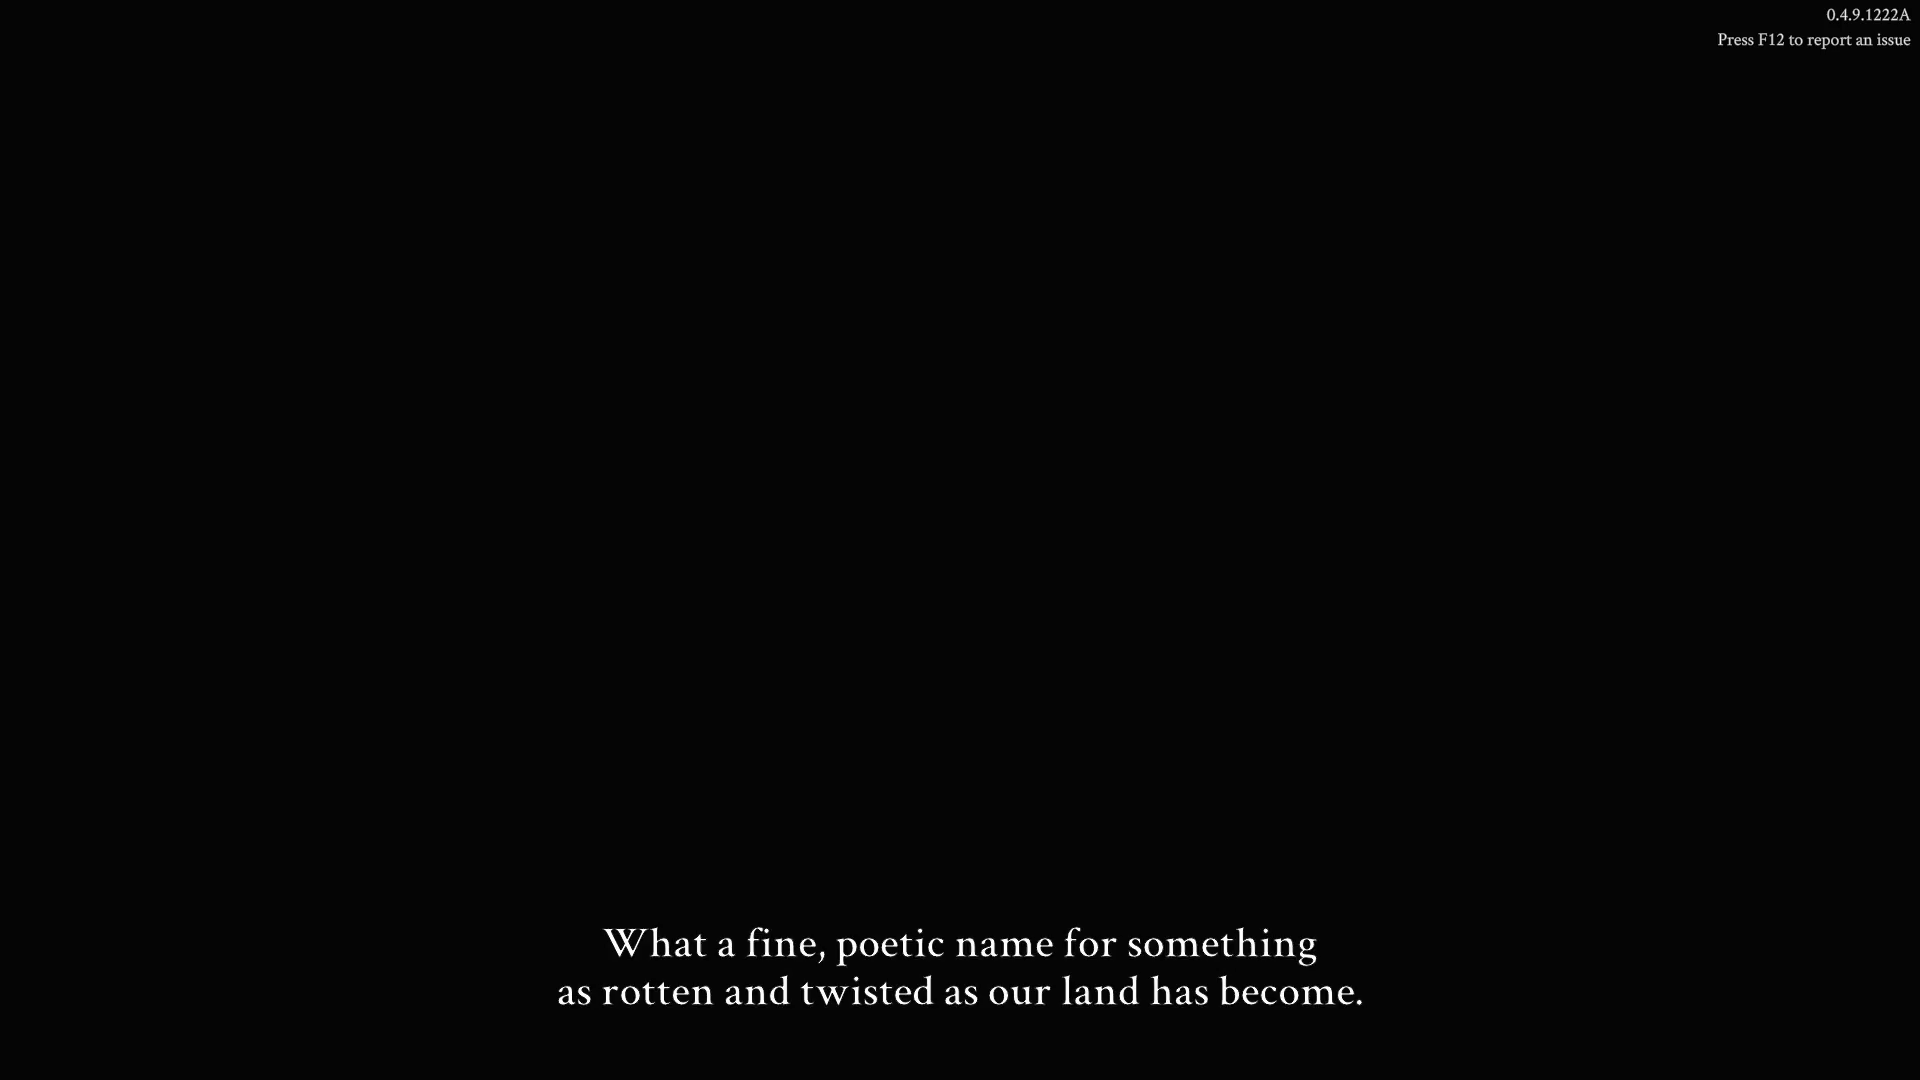 0.4.9.1222A
Press F12 to report an issue
What a fine, poetic name for something
as rotten and twisted as our land has become.